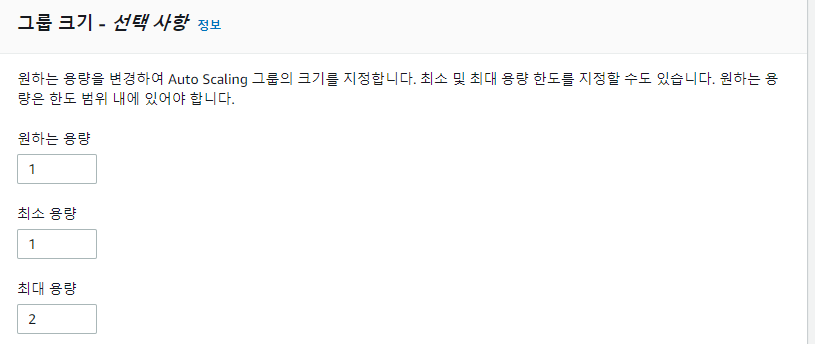 그룹 크기 - 선택 사항 정보
원하는 용량을 변경하여 Auto Scaling 그룹의 크기를 지정합니다. 최소 및 최대 용량 한도를 지정할 수도 있습니다. 원하는 용
량은 한도 범위 내에 있어야 합니다.
원하는 용량
1
최소 용량
1
최대 용량
2